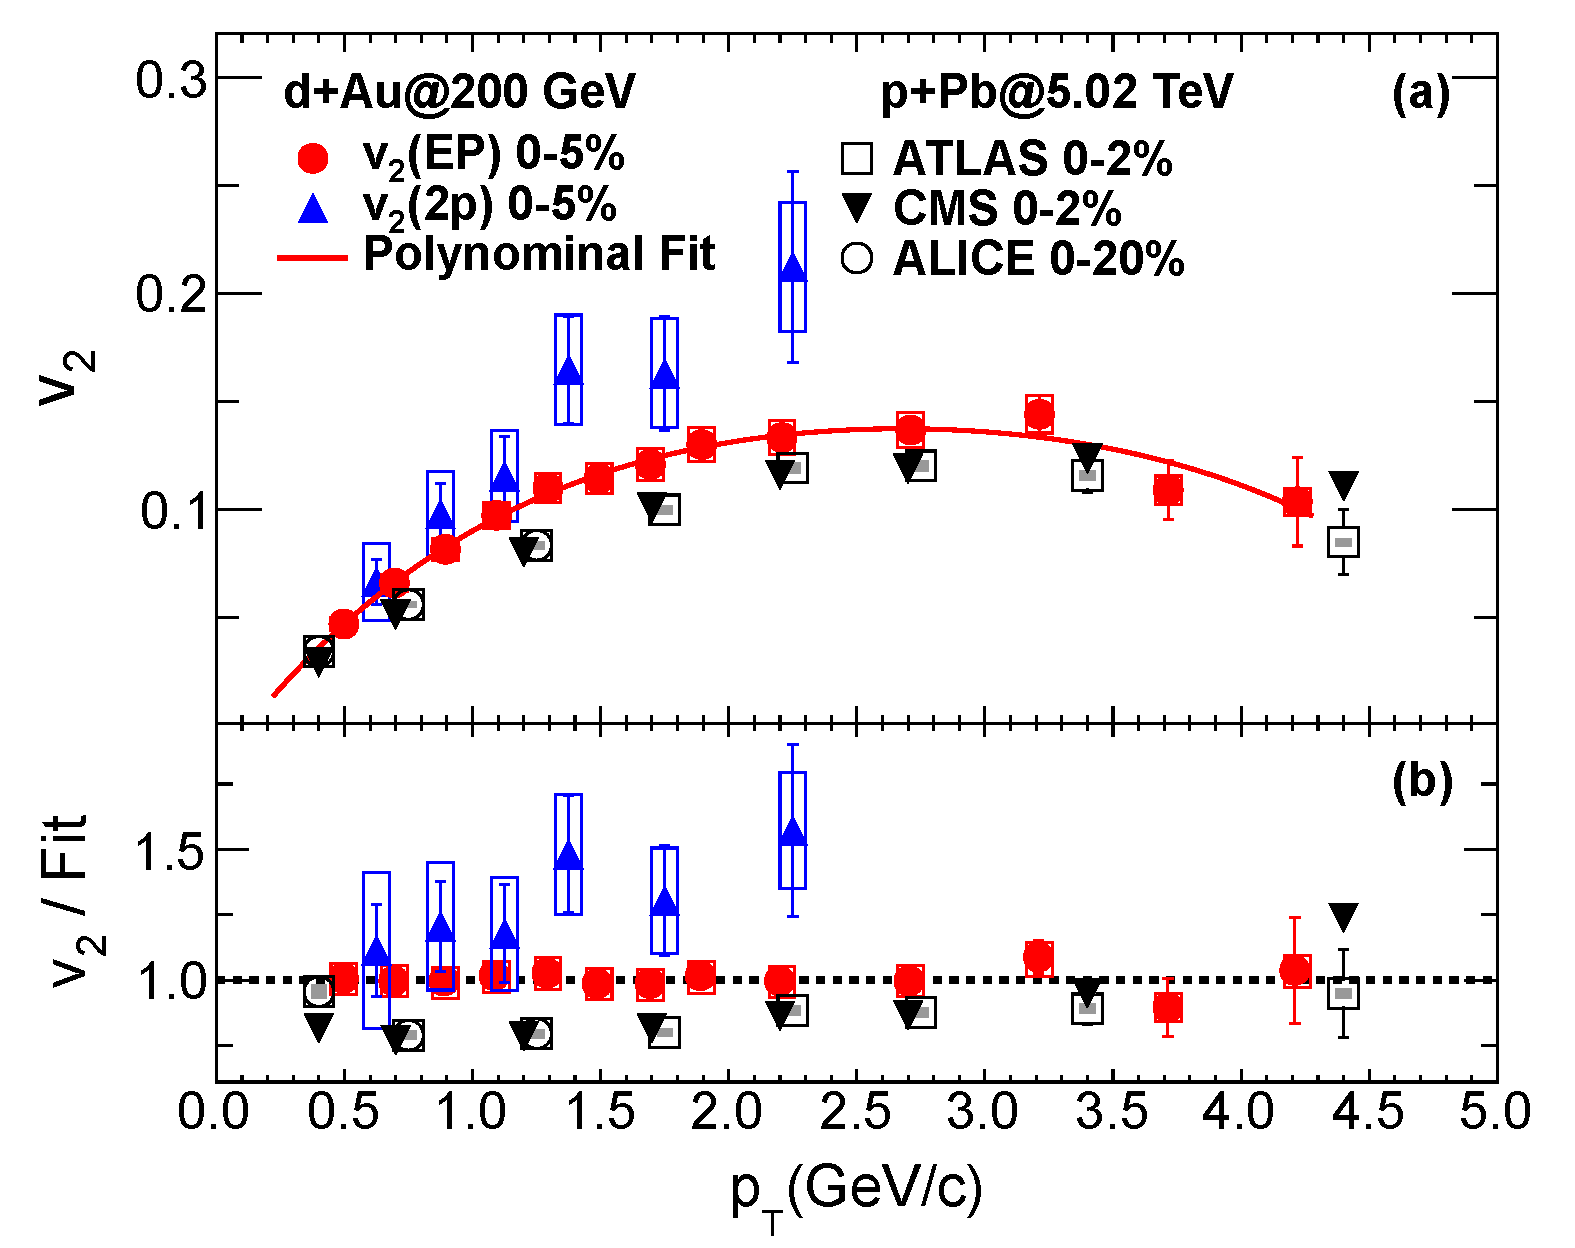 0.3
0.2
0.1
v2
d+Au@200 GeV
v2(EP) 0-5%
v2(2p) 0-5%
Polynominal Fit
p+Pb@5.02 TeV
ATLAS 0-2%
CMS 0-2%
ALICE 0-20%
(a)
(b)
1.5
1.0
v2 / Fit
0.0 0.5 1.0 1.5 2.0 2.5 3.0 3.5 4.0 4.5 5.0
pT(GeV/c)